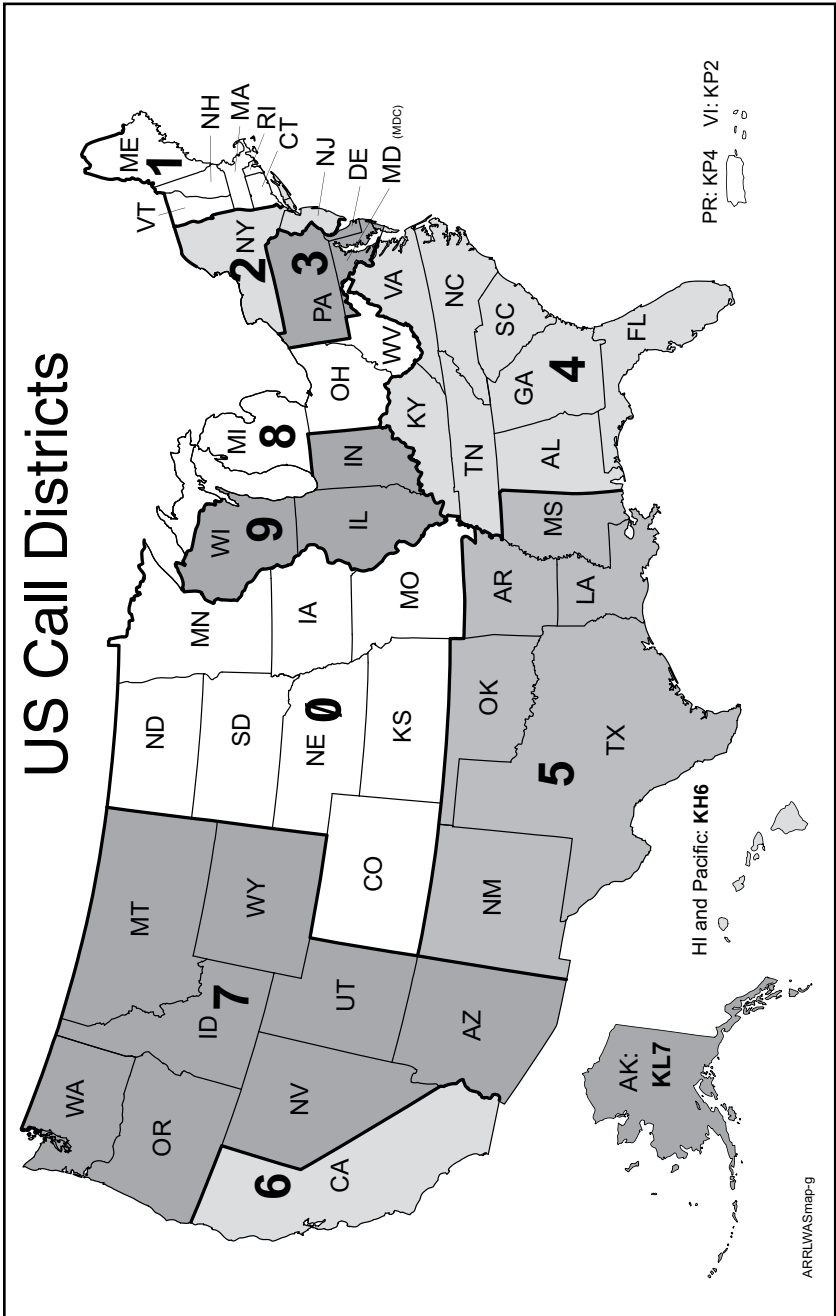 US Call Districts
WA
OR
CA
6
NV
ID
7
MT
WY
UT
AZ
CO
NM
ND
SD
NE
Ø
KS
OK
TX
5
MN
IA
MO
AR
LA
MS
WI
9
IL
IN
MI
8
OH
WV
KY
TN
AL
GA
4
FL
SC
NC
VA
PA
3
NY
2
VT
ME
1
NH
MA
RI
CT
NJ
DE
MD (MDC)
AK:
KL7
HI and Pacific: KH6
PR: KP4 VI: KP2
ARRLWASmap-g